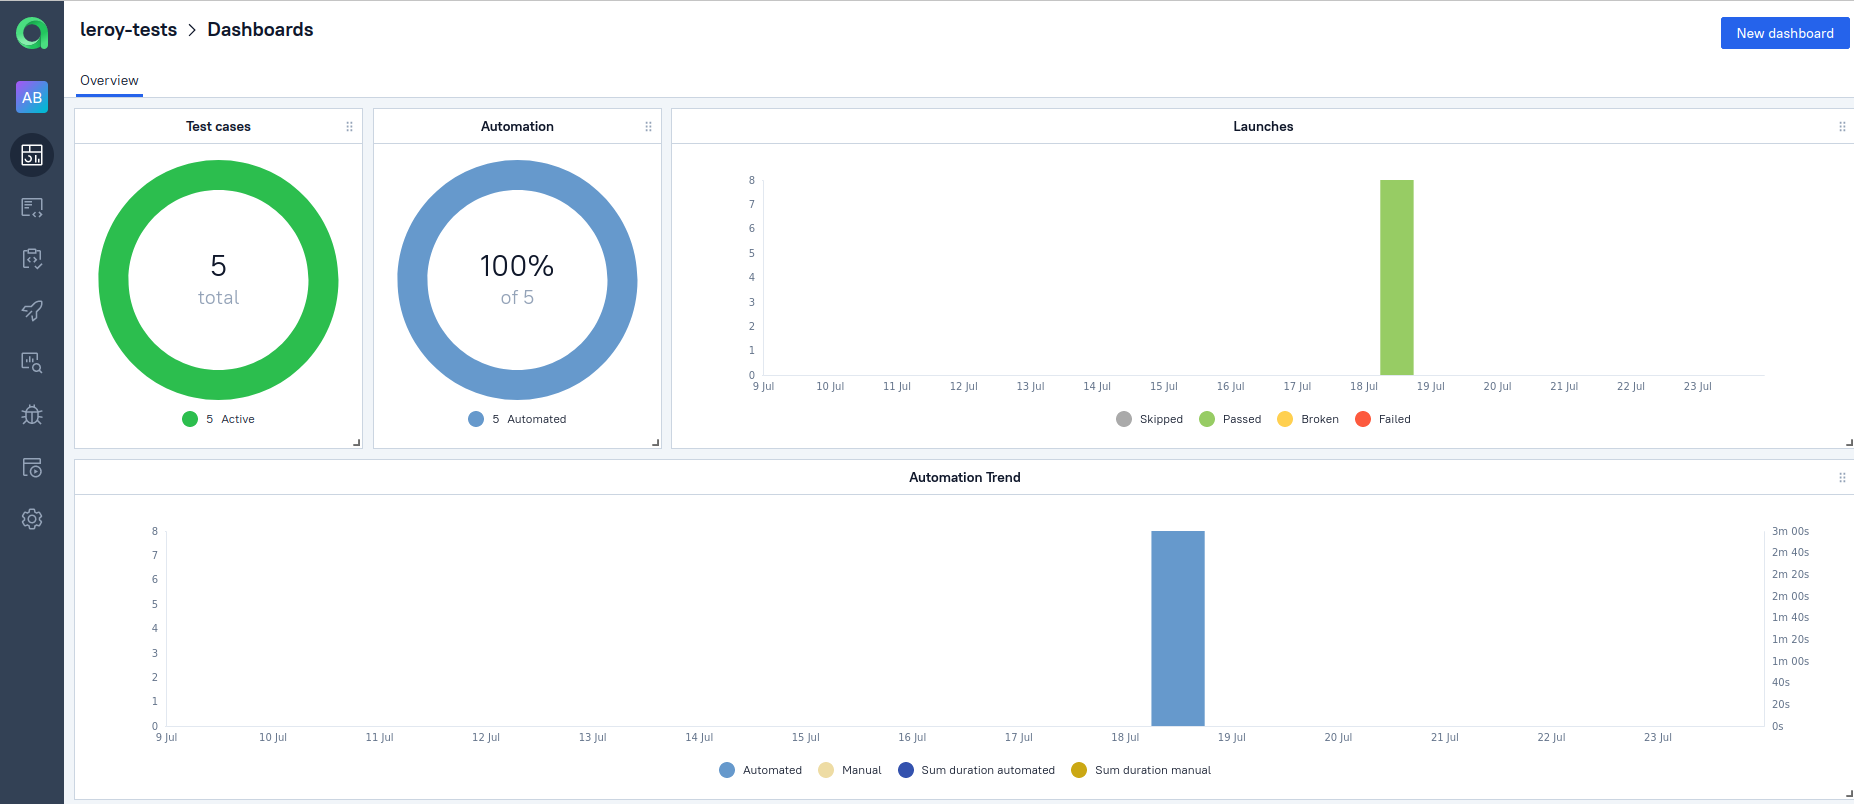 leroy-tests > Dashboards
New dashboard
AB
Overview
Test cases
5
total
5 Active
Automation
100%
of 5
5 Automated
Launches
8
7
6
5
4
3
2
1
0
9 Jul 10 Jul 11 Jul 12 Jul 13 Jul 14 Jul 15 Jul 16 Jul 17 Jul 18 Jul 19 Jul 20 Jul 21 Jul 22 Jul 23 Jul
Skipped Passed Broken Failed
Automation Trend
8
7
6
5
4
3
2
1
0
3m 00s
2m 40s
2m 20s
2m 00s
1m 40s
1m 20s
1m 00s
40s
20s
0s
9 Jul 10 Jul 11 Jul 12 Jul 13 Jul 14 Jul 15 Jul 16 Jul 17 Jul 18 Jul 19 Jul 20 Jul 21 Jul 22 Jul 23 Jul
Automated Manual Sum duration automated Sum duration manual